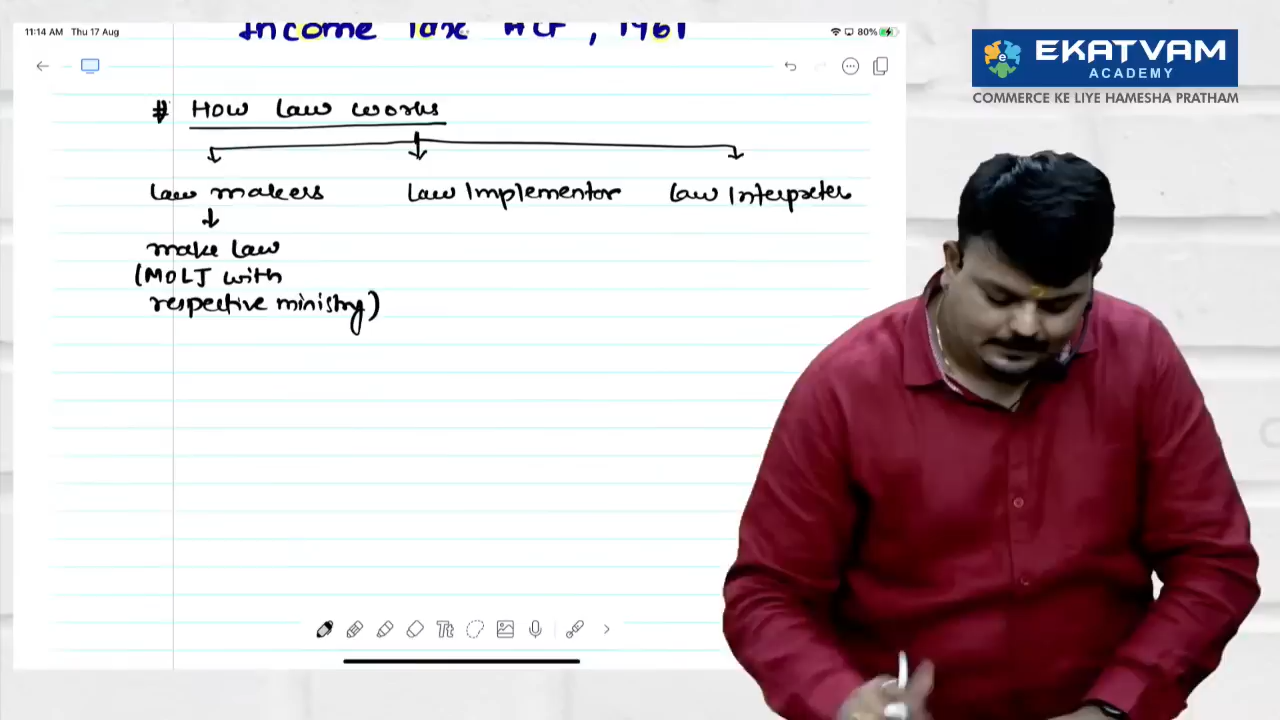 Income Tax Act, 1961
11:14 AM Thu 17 Aug
80%
EKATVAM
ACADEMY
COMMERCE KE LIYE HAMESHA PRATHAM
# How Law works
Law makers Law Implementor Law Interpreter
make Law
(MOLJ with
respective ministry)
Tt